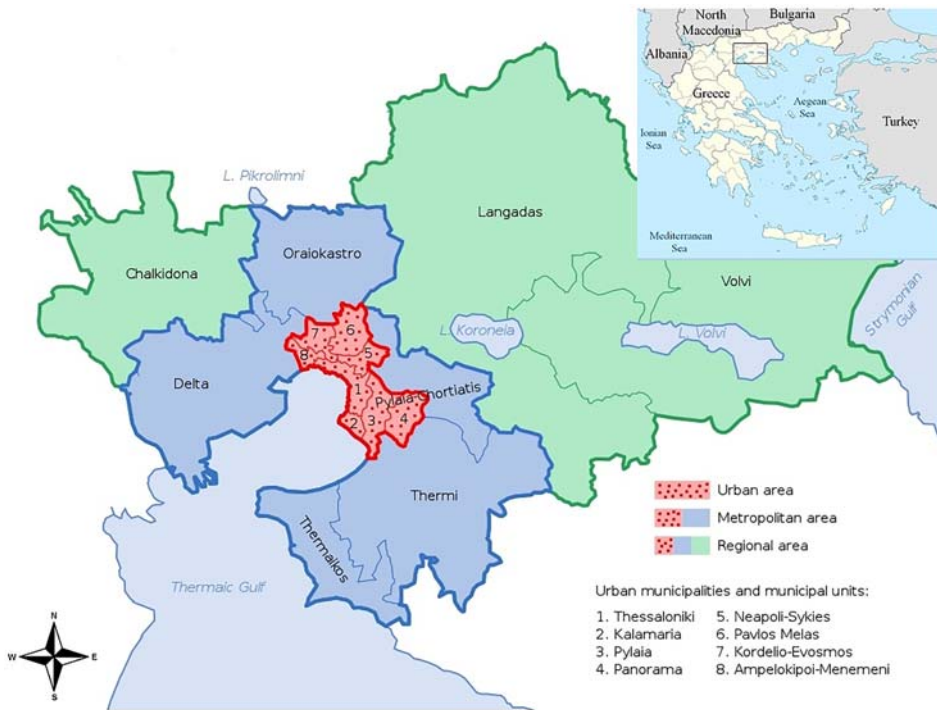 North
Macedonia
Bulgaria
Albania
Greece
Aegean
Sea
Turkey
Ionian
Sea
Mediterranean
Sea
L. Pikrolimni
Langadas
Oraiokastro
Chalkidona
Volvi
Strymonian
Gulf
L. Koroneia
L. Volvi
7
6
5
8
Delta
1
Pylaia-Chortiatis
2
3
4
Thermi
Thermaikos
Thermaic Gulf
Urban area
Metropolitan area
Regional area
Urban municipalities and municipal units:
1. Thessaloniki
2. Kalamaria
3. Pylaia
4. Panorama
5. Neapoli-Sykies
6. Pavlos Melas
7. Kordelio-Evosmos
8. Ampelokipoi-Menemeni
N
W
E
S